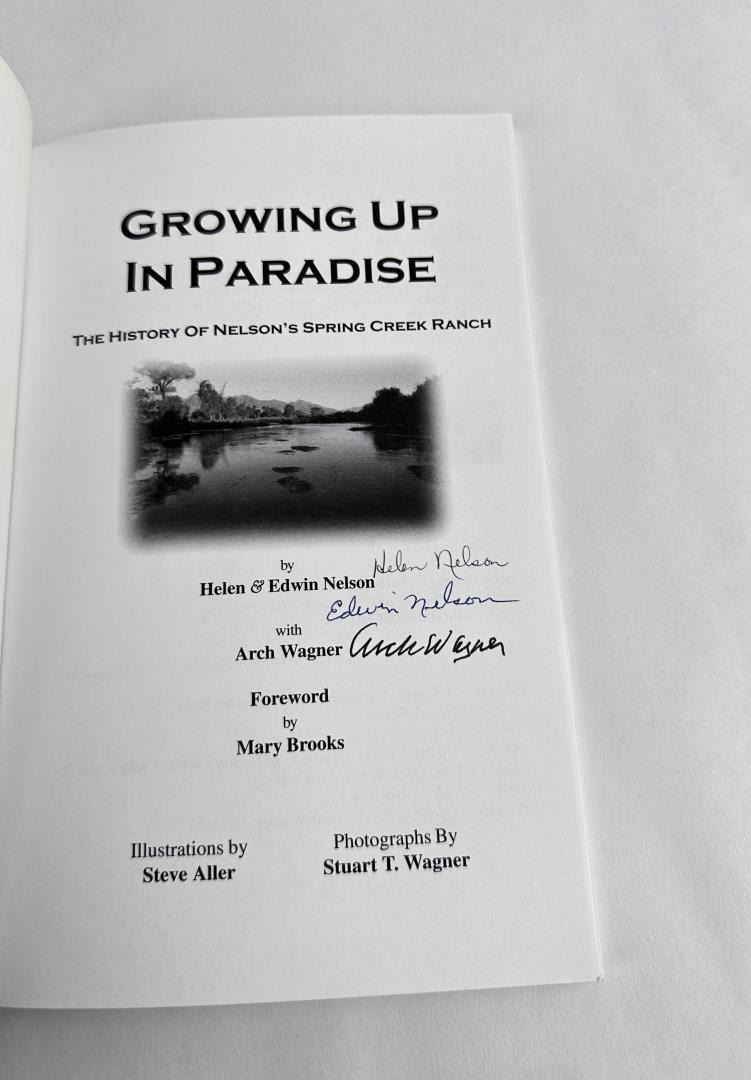 GROWING UP
IN PARADISE
THE HISTORY OF NELSON'S SPRING CREEK RANCH
by
Helen Nelson
Helen & Edwin Nelson
Edwin Nelson
with
Arch Wagner Arch Wagner
Foreword
by
Mary Brooks
Illustrations by
Steve Aller
Photographs By
Stuart T. Wagner